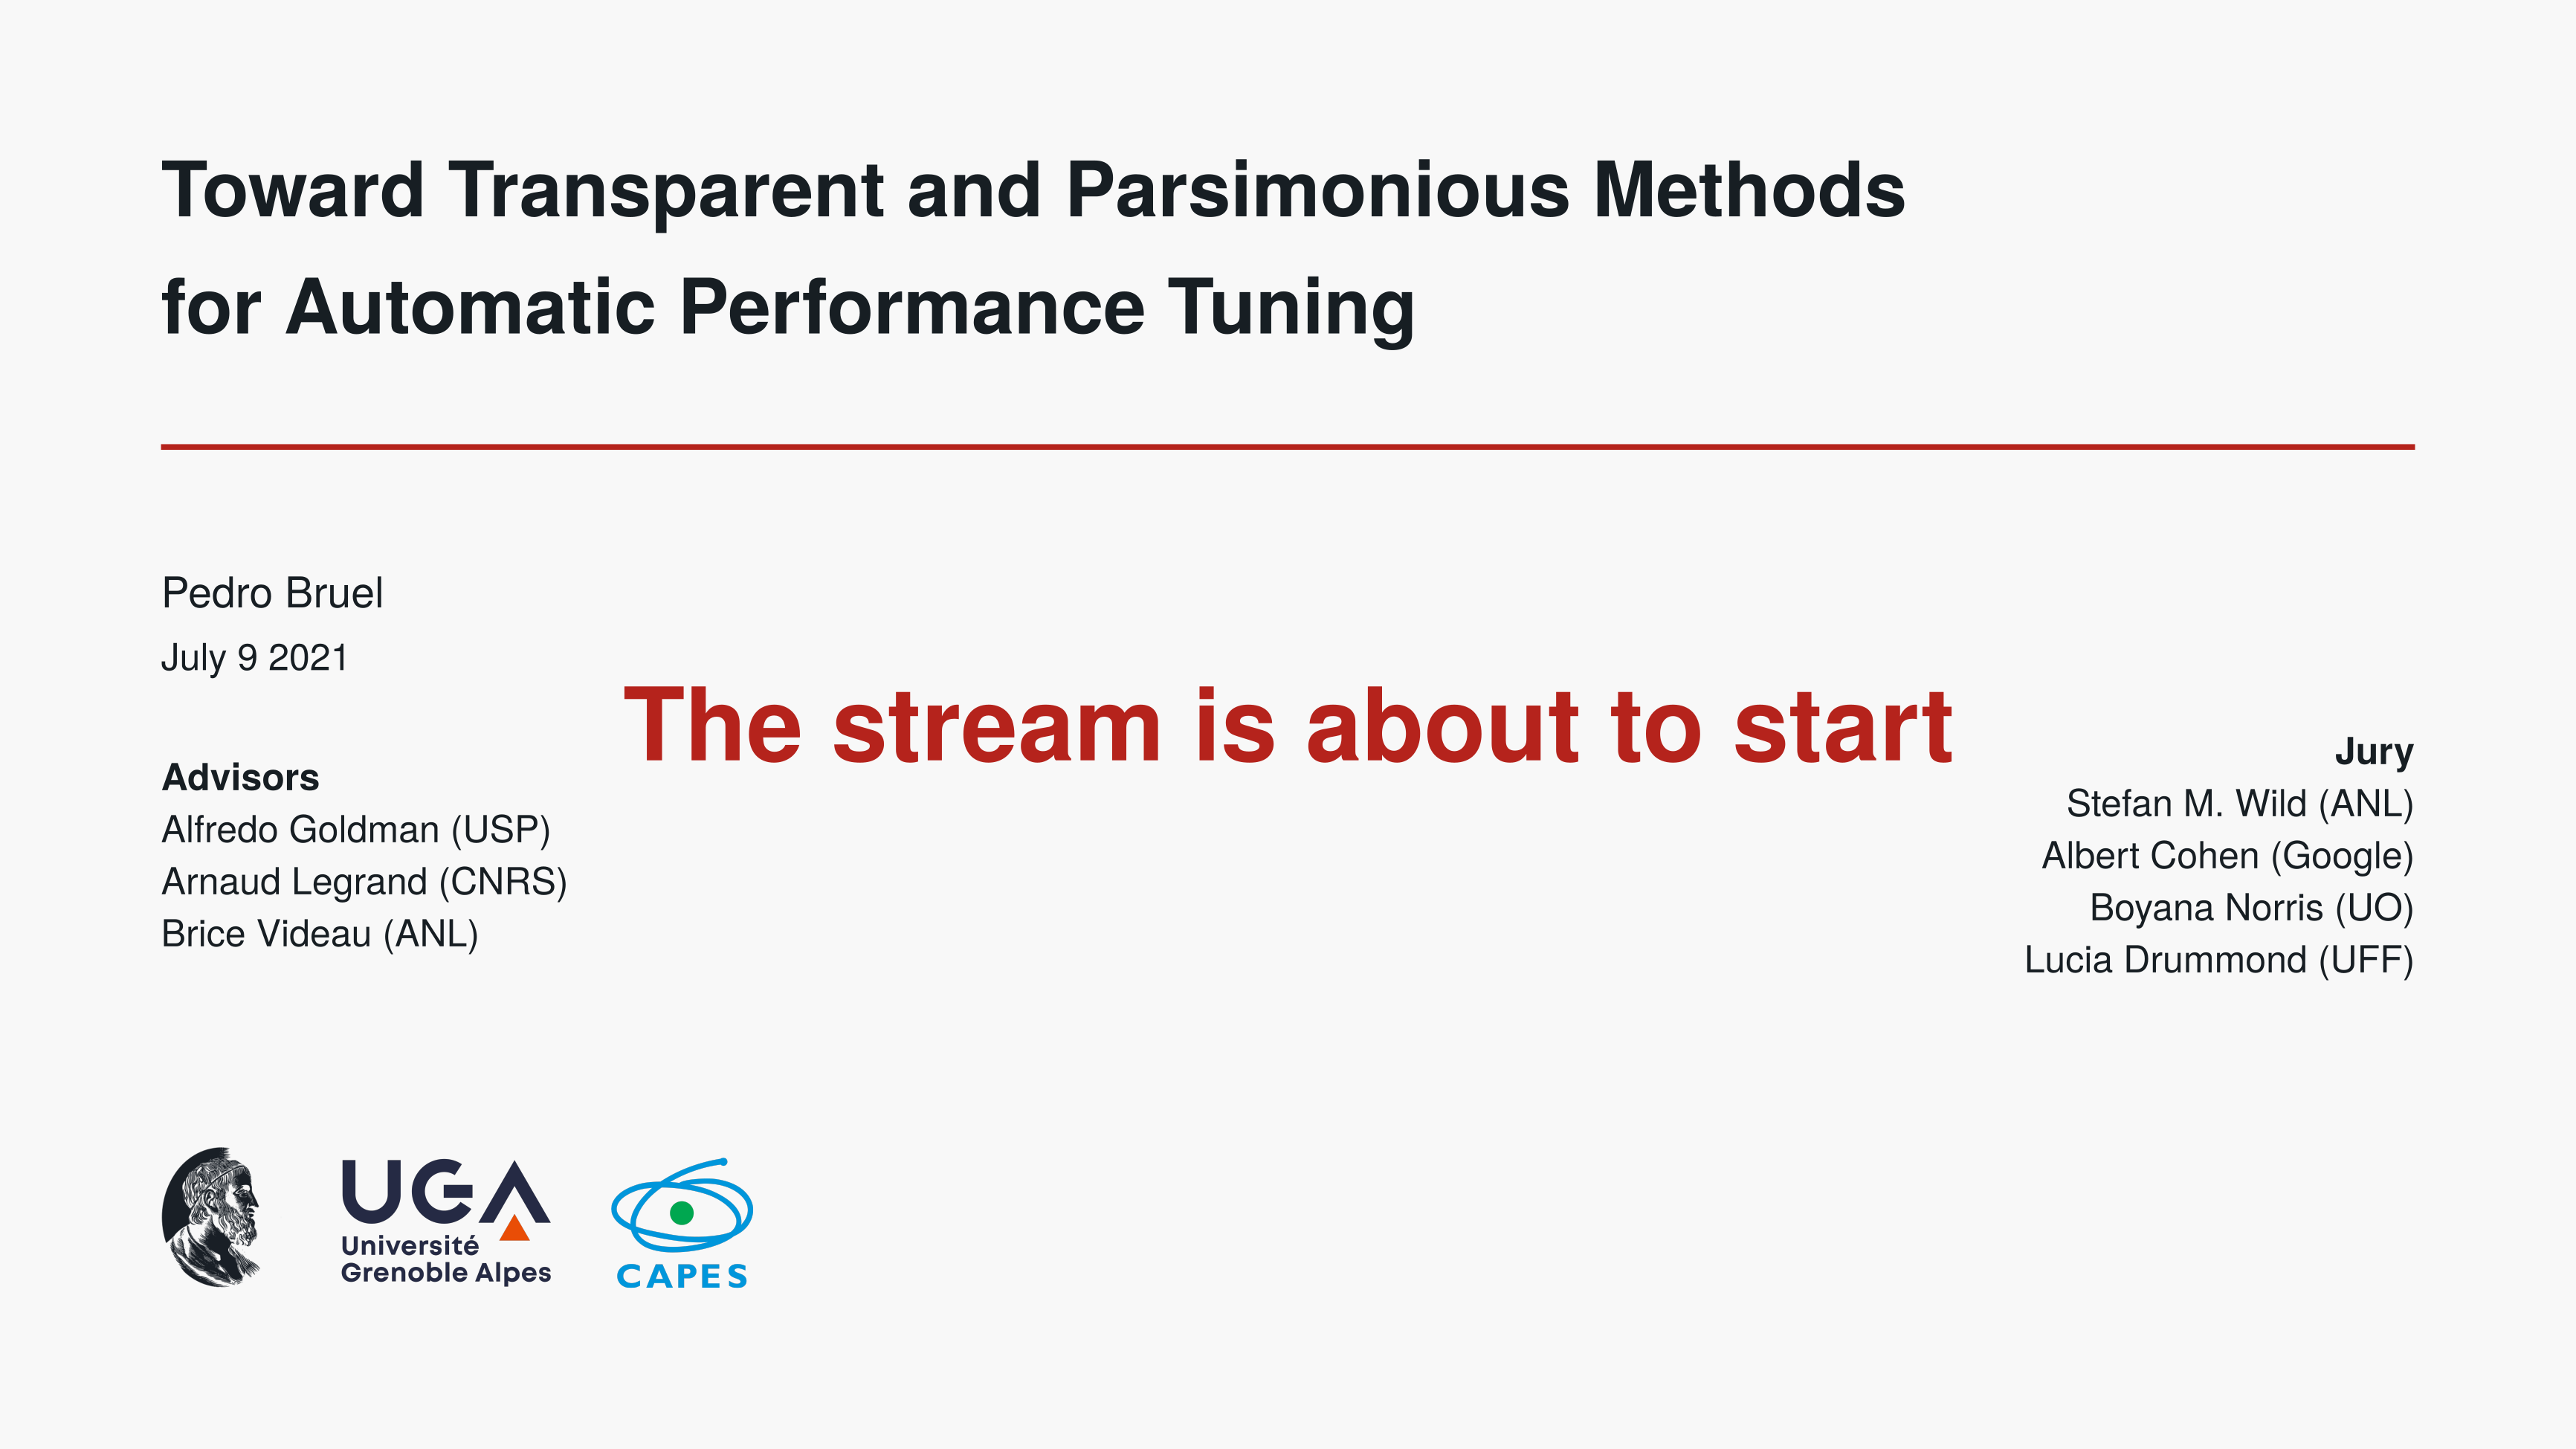 Toward Transparent and Parsimonious Methods
for Automatic Performance Tuning
Pedro Bruel
July 9 2021
The stream is about to start
Advisors
Alfredo Goldman (USP)
Arnaud Legrand (CNRS)
Brice Videau (ANL)
Jury
Stefan M. Wild (ANL)
Albert Cohen (Google)
Boyana Norris (UO)
Lucia Drummond (UFF)
UGA
Université
Grenoble Alpes
CAPES